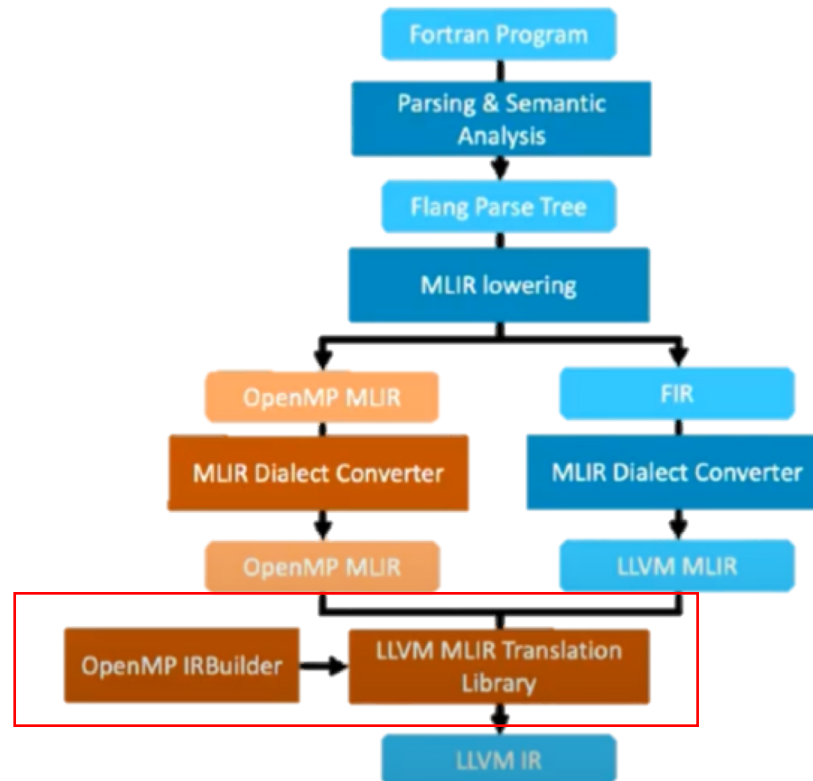 Fortran Program
Parsing & Semantic
Analysis
Flang Parse Tree
MLIR lowering
OpenMP MLIR
FIR
MLIR Dialect Converter
MLIR Dialect Converter
OpenMP MLIR
LLVM MLIR
OpenMP IRBuilder
LLVM MLIR Translation
Library
LLVM IR